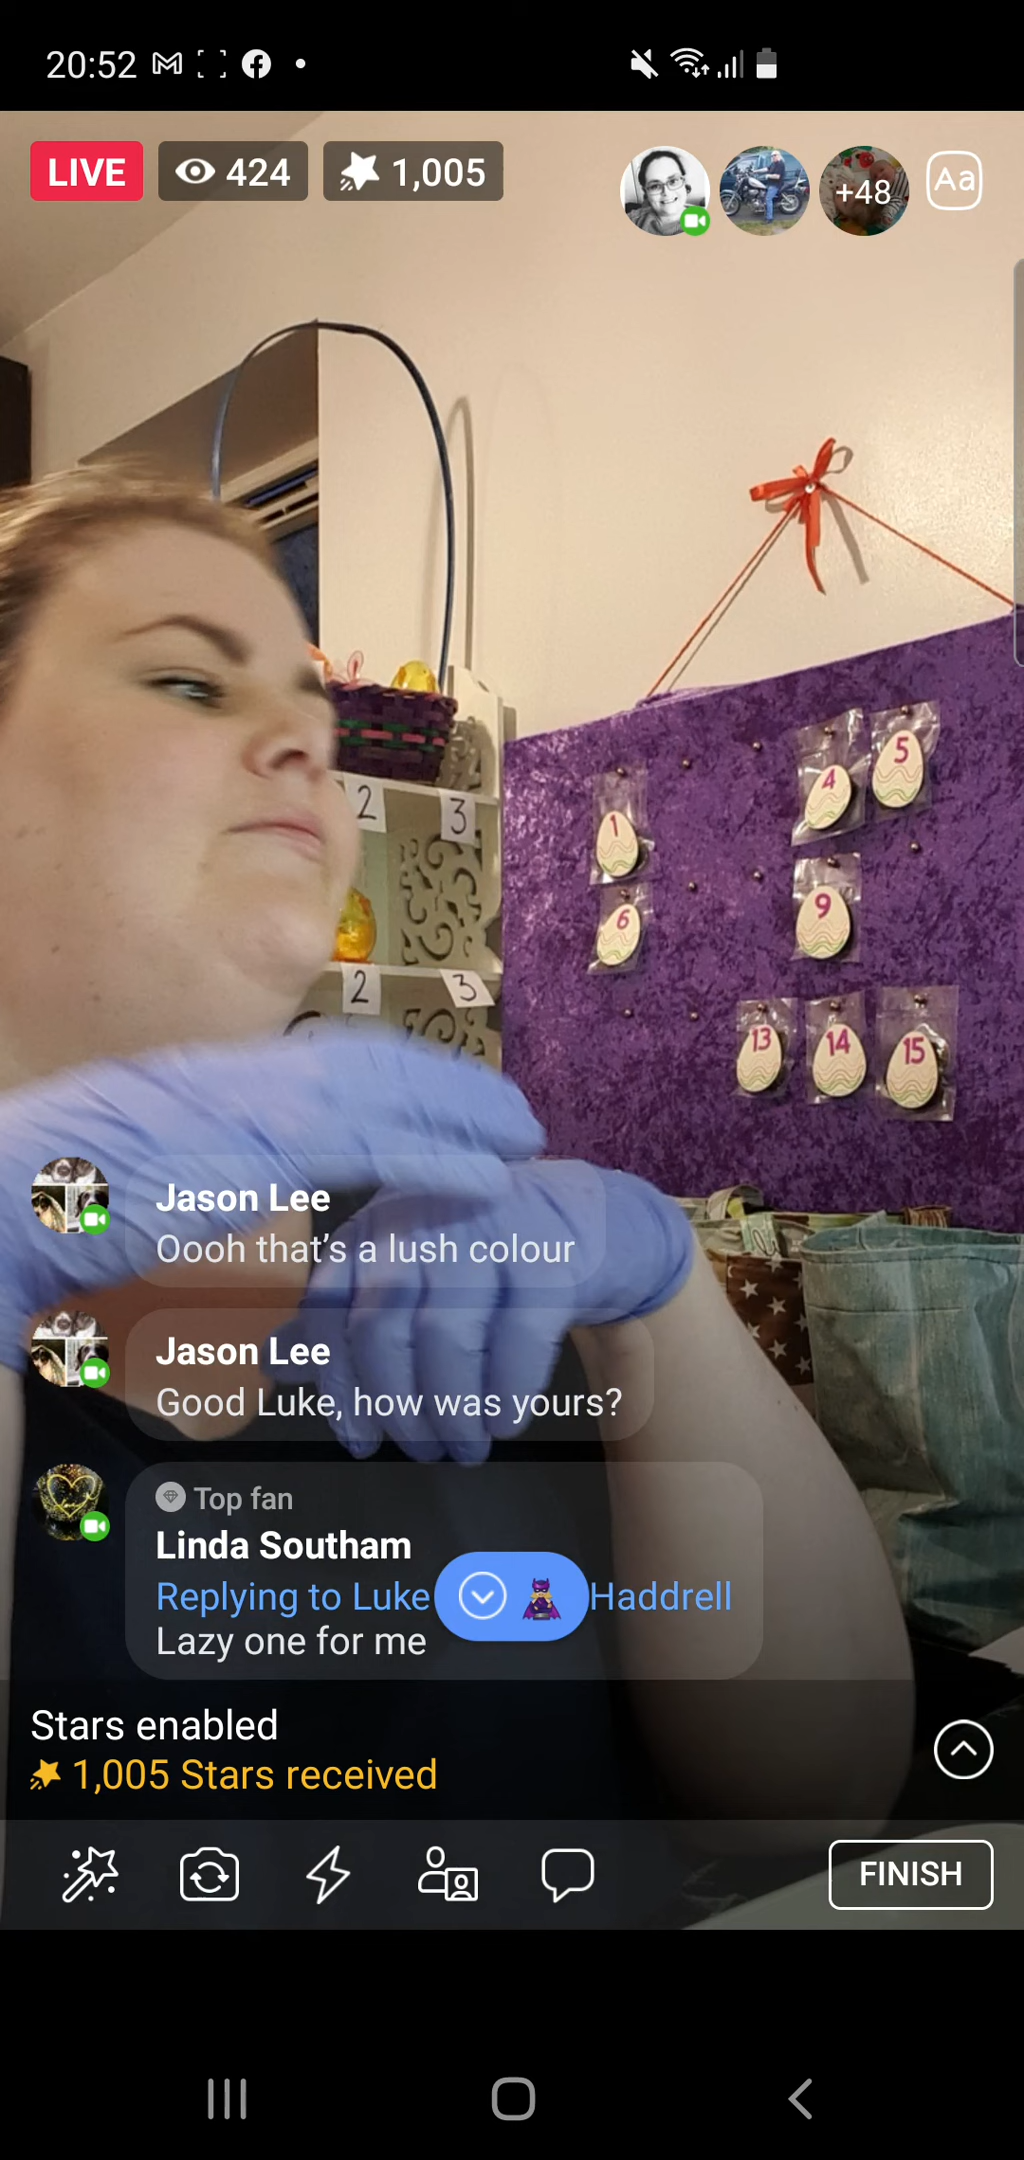 20:52
LIVE
424
1,005
+48
Aa
5
4
1
2
3
9
6
2
3
13
14
15
Jason Lee
Oooh that's a lush colour
Jason Lee
Good Luke, how was yours?
Top fan
Linda Southam
Replying to Luke Haddrell
Lazy one for me
Stars enabled
1,005 Stars received
FINISH